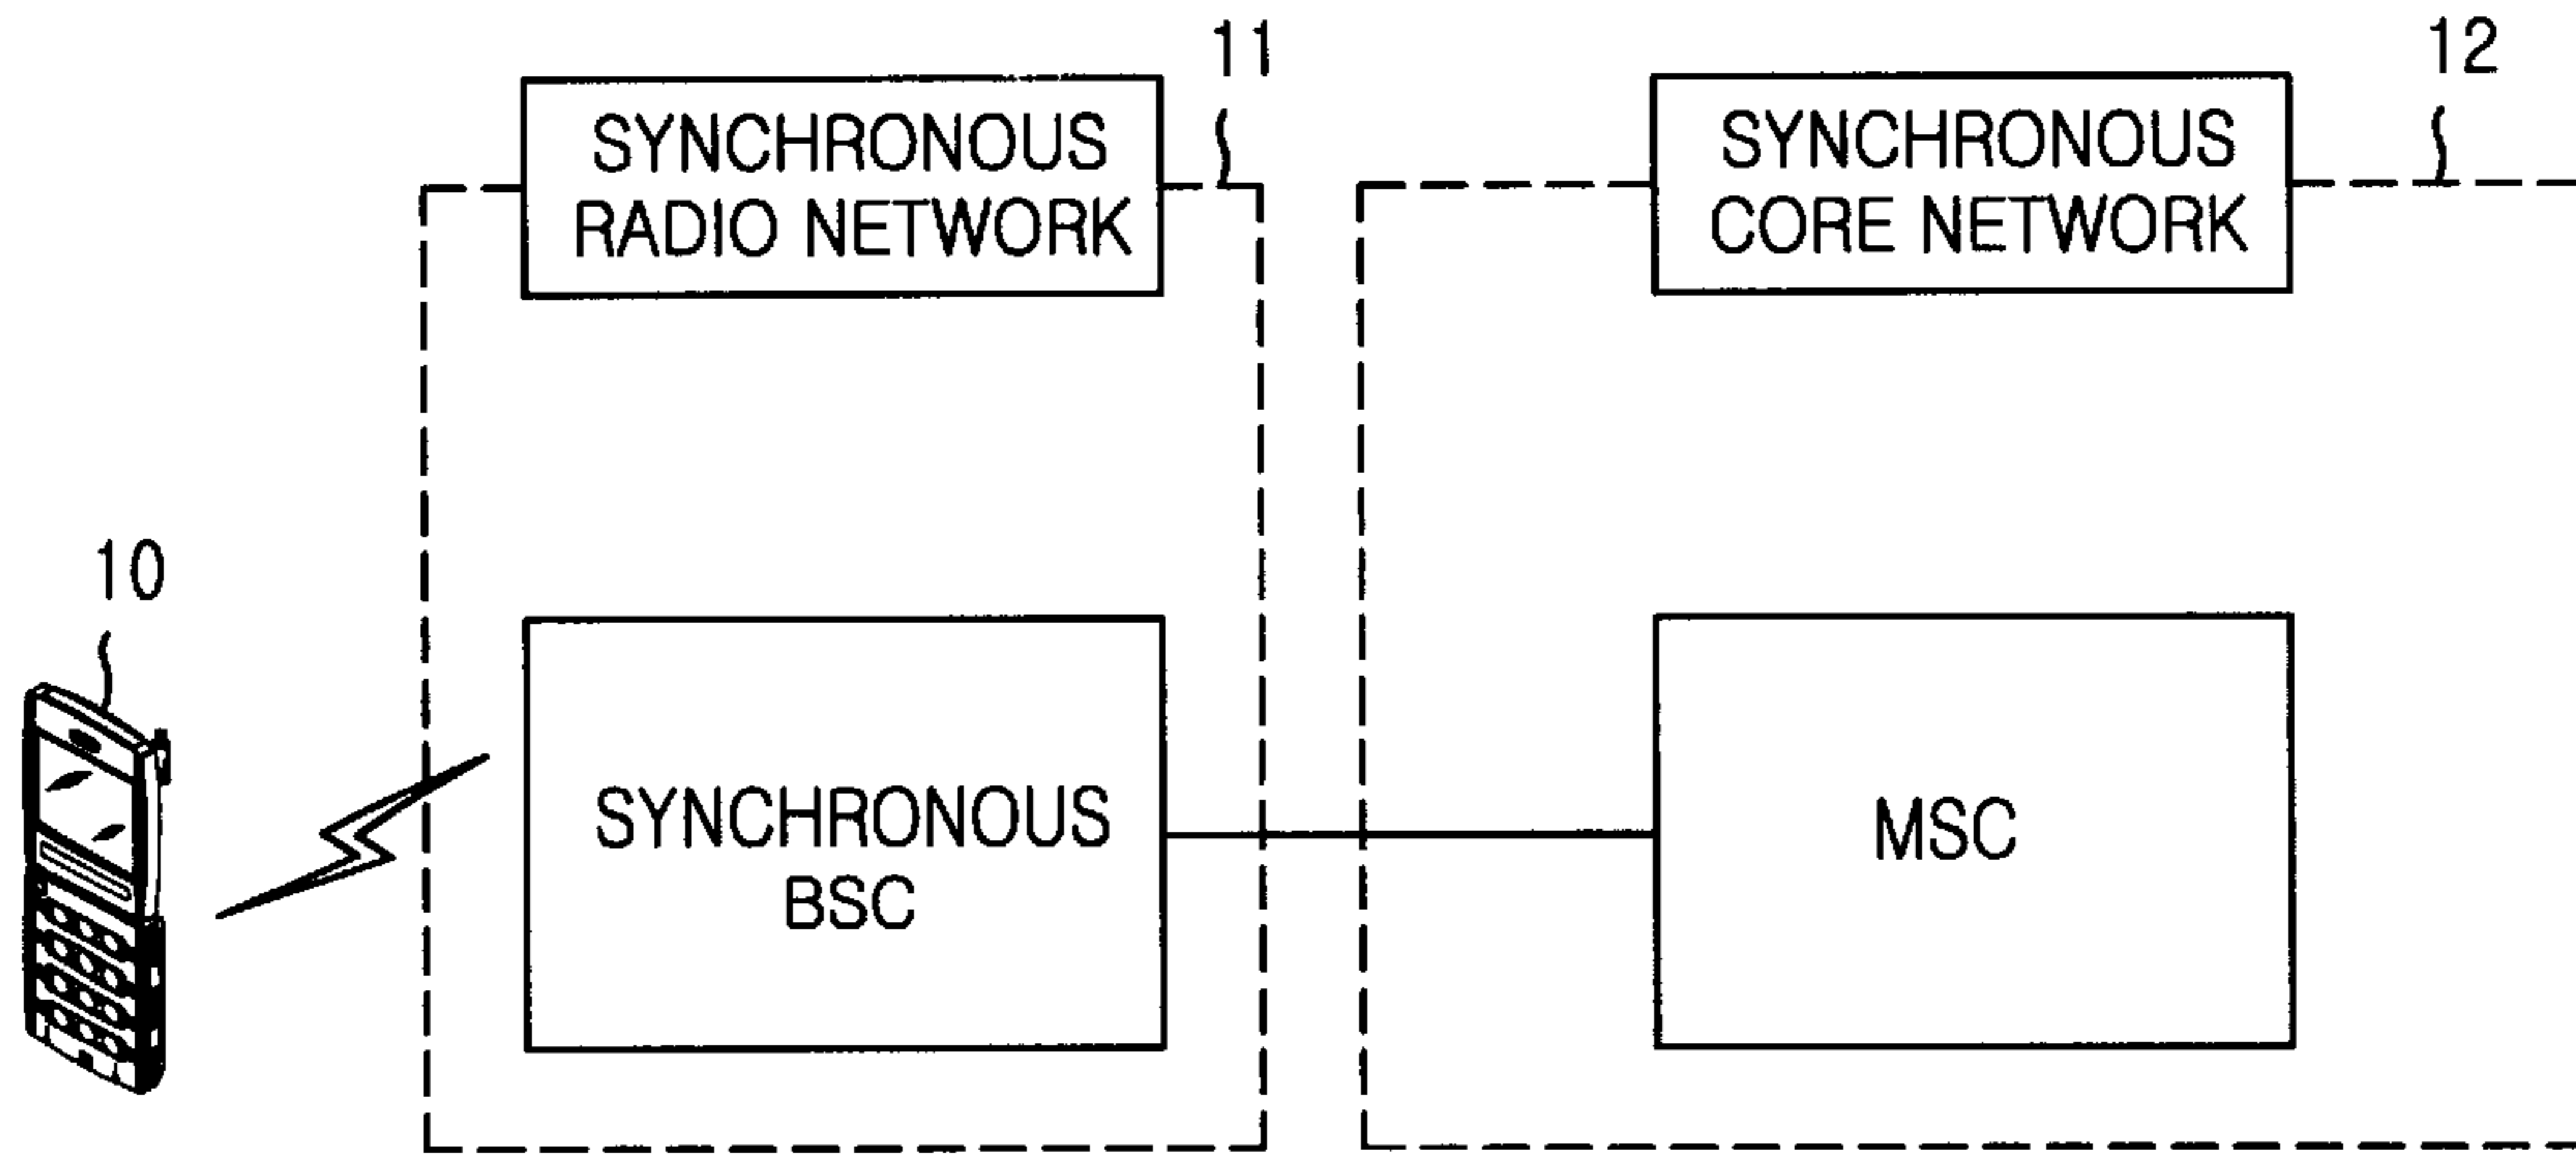 11
12
SYNCHRONOUS
RADIO NETWORK
SYNCHRONOUS
CORE NETWORK
10
SYNCHRONOUS
BSC
MSC